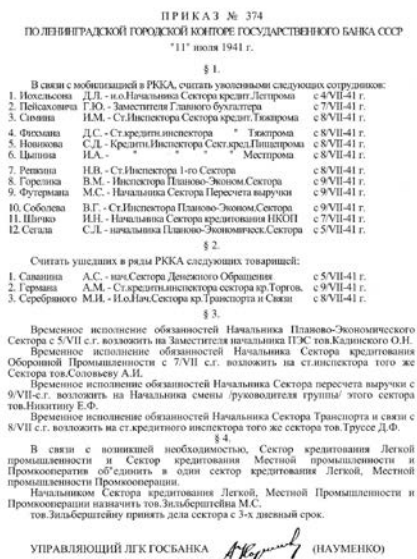 ПРИКАЗ № 374
ПО ЛЕНИНГРАДСКОЙ ГОРОДСКОЙ КОНТОРЕ ГОСУДАРСТВЕННОГО БАНКА СССР
"11" июля 1941 г.
§ 1.
В связи с мобилизацией в РККА, считать уволенными следующих сотрудников:
1. Иохельсона Д.Л. - и.о.Начальника Сектора кредит.Легпрома с 4/VII-41 г.
2. Пейсаховича Г.Ю. - Заместителя Главного бухгалтера с 7/VII-41 г.
3. Симина И.М. - Ст.Инспектора Сектора кредит.Тяжпрома с 8/VII-41 г.
4. Фихмана Д.С. - Ст.кредитн.инспектора " Тяжпрома с 8/VII-41 г.
5. Новикова С.Д. - Кредитн.Инспектора Сект.кред.Пищепрома с 8/VII-41 г.
6. Цыпина И.А. - " " " " Местпрома с 8/VII-41 г.
7. Репкина Н.В. - Ст.Инспектора 1-го Сектора с 8/VII-41 г.
8. Горелика В.М. - Инспектора Планово-Эконом.Сектора с 9/VII-41 г.
9. Футермана М.С. - Начальника Сектора Пересчета выручки с 8/VII-41 г.
10. Соболева В.Г. - Ст.Инспектора Планово-Эконом.Сектора с 9/VII-41 г.
11. Шичко И.Н. - Начальника Сектора кредитования НКОП с 7/VII-41 г.
12. Сегала С.Л. - начальника Планово-Экономическ.Сектора с 5/VII-41 г.
§ 2.
Считать ушедших в ряды РККА следующих товарищей:
1. Саванина А.С. - нач.Сектора Денежного Обращения с 5/VII-41 г.
2. Германа А.М. - Ст.кредитн.инспектора сектора кр.Торгов. с 9/VII-41 г.
3. Серебряного М.И. - И.о.Нач.Сектора кр.Транспорта и Связи с 8/VII-41 г.
§ 3.
Временное исполнение обязанностей Начальника Планово-Экономического
Сектора с 5/VII с.г. возложить на Заместителя начальника ПЭС тов.Кадинского О.Н.
Временное исполнение обязанностей Начальника Сектора кредитования
Оборонной Промышленности с 7/VII с.г. возложить на ст.инспектора того же
Сектора тов.Соловьеву А.И.
Временное исполнение обязанностей Начальника Сектора пересчета выручки с
9/VII-с.г. возложить на Начальника смены /руководителя группы/ этого сектора
тов.Никитину Е.Ф.
Временное исполнение обязанностей Начальника Сектора Транспорта и связи с
8/VII с.г. возложить на ст.кредитного инспектора того же сектора тов.Труссе Д.Ф.
§ 4.
В связи с возникшей необходимостью, Сектор кредитования Легкой
промышленности и Сектор кредитования Местной промышленности и
Промкооператив об"единить в один сектор кредитования Легкой, Местной
промышленности Промкооперации.
Начальником Сектора кредитования Легкой, Местной Промышленности и
Промкооперации назначить тов.Зильберштейна М.С.
тов.Зильберштейну принять дела сектора с 3-х дневный срок.
УПРАВЛЯЮЩИЙ ЛГК ГОСБАНКА (НАУМЕНКО)